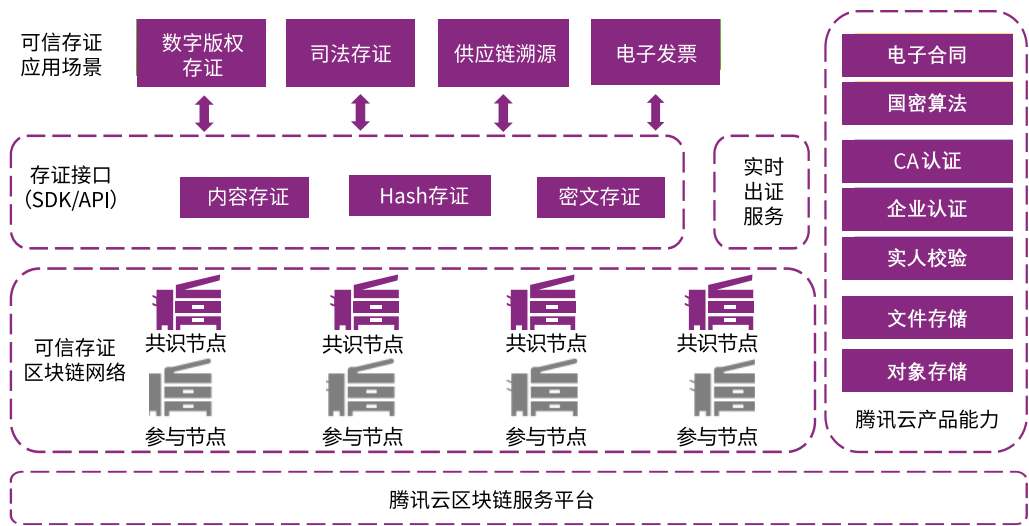 可信存证
应用场景
数字版权
存证
司法存证
供应链溯源
电子发票
存证接口
（SDK/API）
内容存证
Hash存证
密文存证
实时
出证
服务
可信存证
区块链网络
共识节点
共识节点
共识节点
共识节点
参与节点
参与节点
参与节点
参与节点
电子合同
国密算法
CA认证
企业认证
实人校验
文件存储
对象存储
腾讯云产品能力
腾讯云区块链服务平台